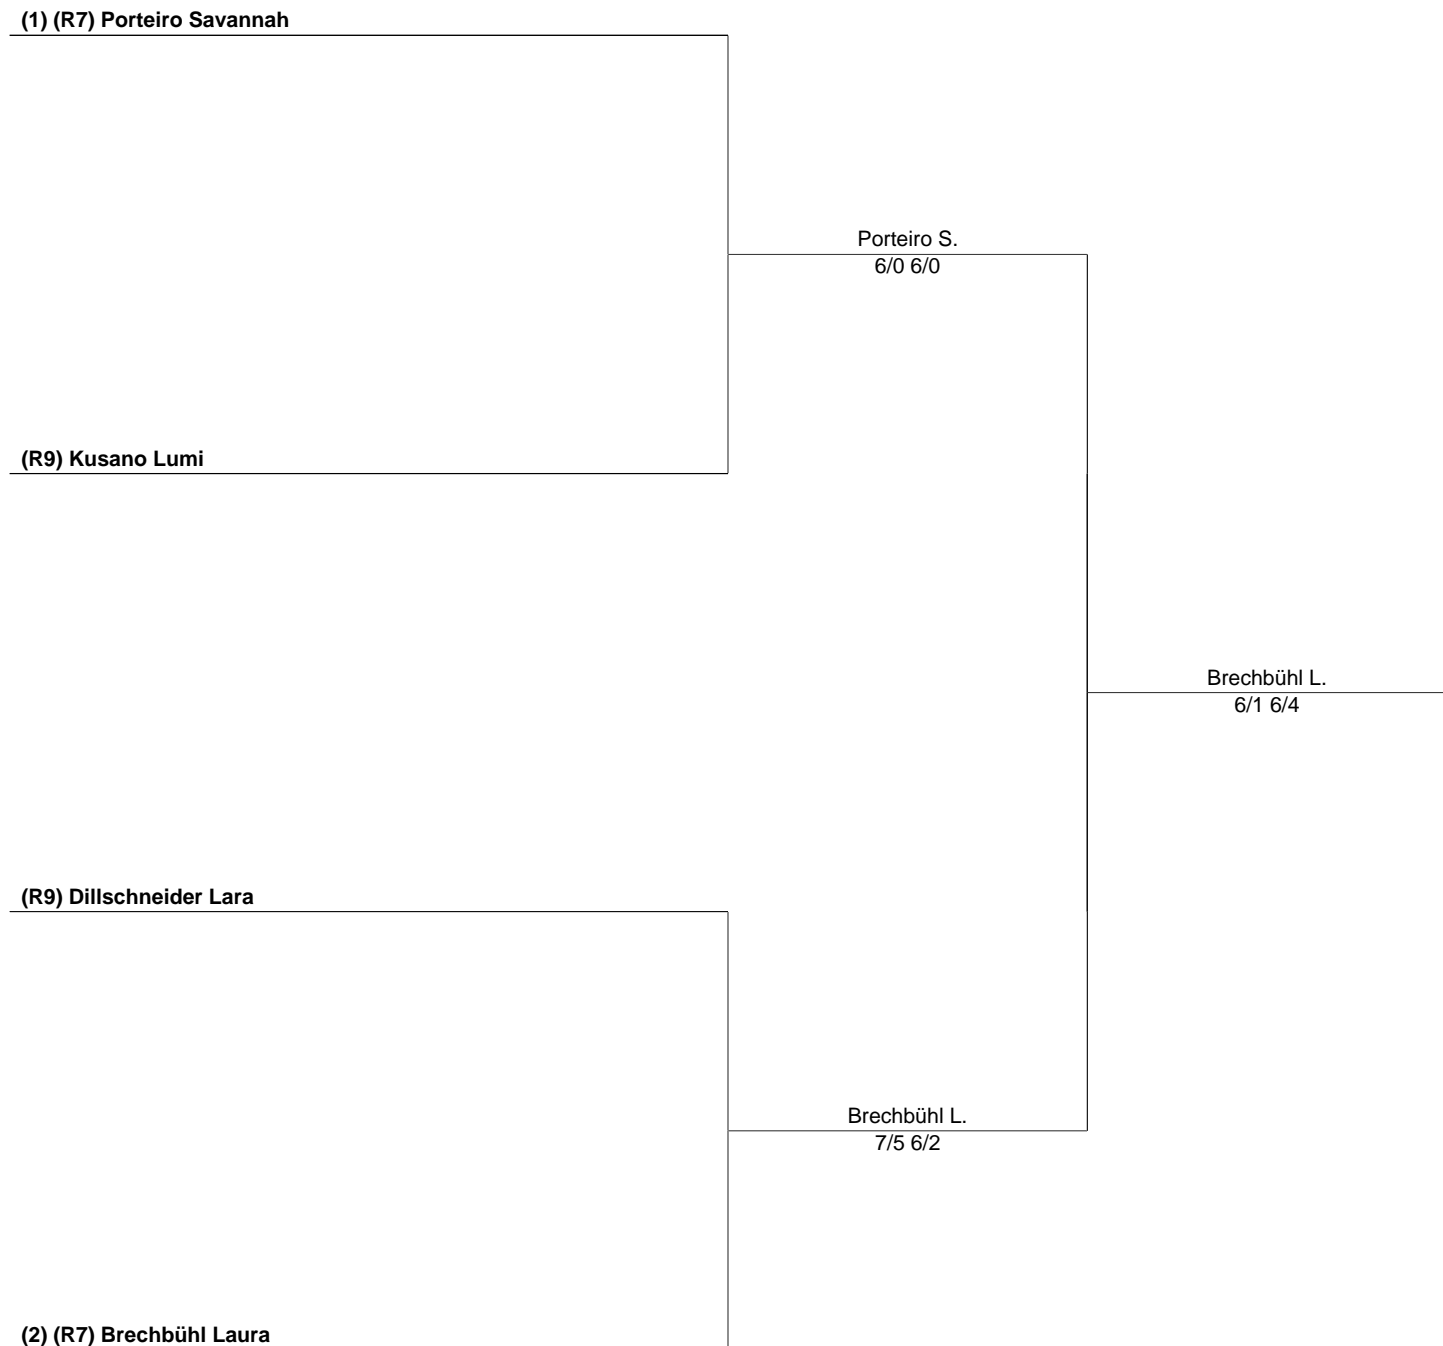 (1) (R7) Porteiro Savannah
Porteiro S.
6/0 6/0
(R9) Kusano Lumi
Brechbühl L.
6/1 6/4
(R9) Dillschneider Lara
Brechbühl L.
7/5 6/2
(2) (R7) Brechbühl Laura